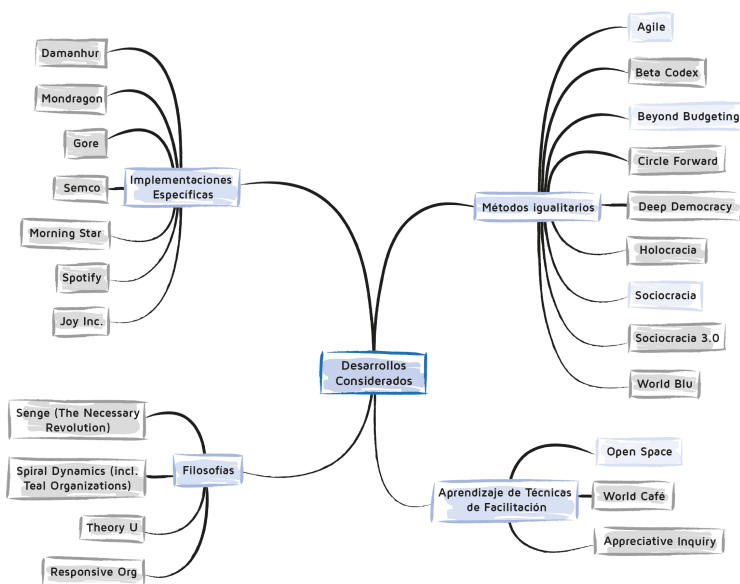 Desarrollos
Considerados
Implementaciones
Específicas
Damanhur
Mondragon
Gore
Semco
Morning Star
Spotify
Joy Inc.
Métodos igualitarios
Agile
Beta Codex
Beyond Budgeting
Circle Forward
Deep Democracy
Holocracia
Sociocracia
Sociocracia 3.0
World Blu
Filosofías
Senge (The Necessary
Revolution)
Spiral Dynamics (incl.
Teal Organizations)
Theory U
Responsive Org
Aprendizaje de Técnicas
de Facilitación
Open Space
World Café
Appreciative Inquiry